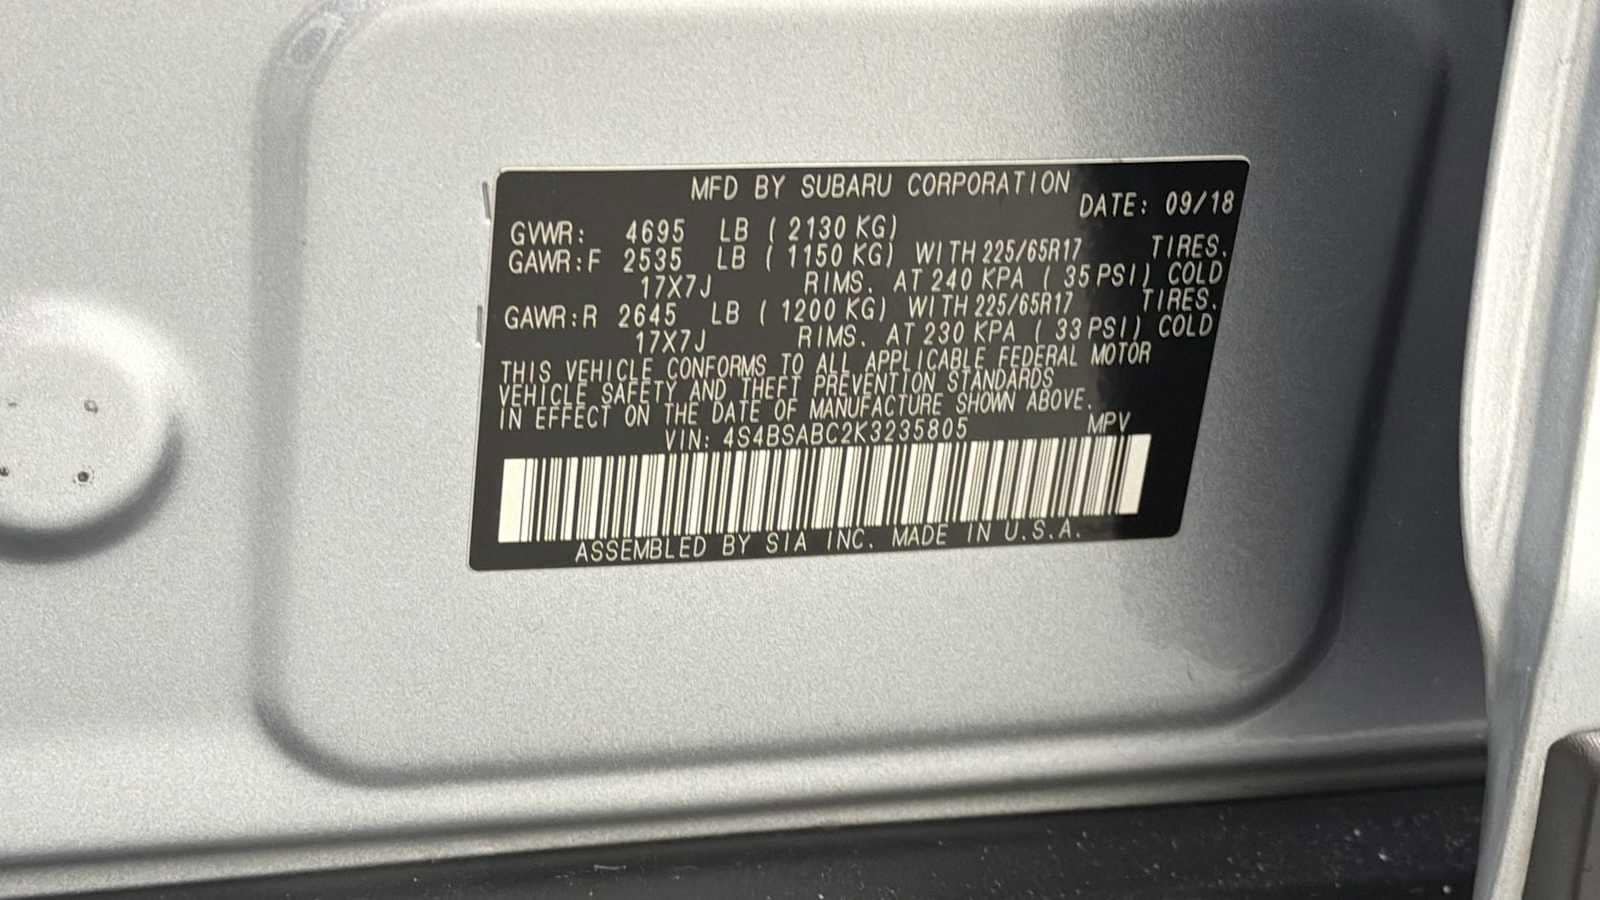 MFD BY SUBARU CORPORATION
DATE: 09/18
GVWR: 4695 LB ( 2130 KG)
GAWR:F 2535 LB ( 1150 KG) WITH 225/65R17 TIRES.
17X7J RIMS. AT 240 KPA ( 35 PSI) COLD
GAWR:R 2645 LB ( 1200 KG) WITH 225/65R17 TIRES.
17X7J RIMS. AT 230 KPA ( 33 PSI) COLD
THIS VEHICLE CONFORMS TO ALL APPLICABLE FEDERAL MOTOR
VEHICLE SAFETY AND THEFT PREVENTION STANDARDS
IN EFFECT ON THE DATE OF MANUFACTURE SHOWN ABOVE.
VIN: 4S4BSABC2K3235805 MPV
ASSEMBLED BY SIA INC. MADE IN U.S.A.